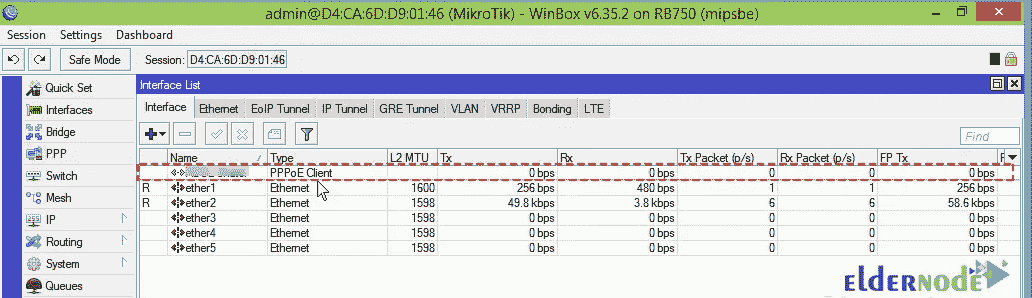 admin@D4:CA:6D:D9:01:46 (MikroTik) - WinBox v6.35.2 on RB750 (mipsbe)
Session Settings Dashboard
Safe Mode Session: D4:CA:6D:D9:01:46
Quick Set
Interfaces
Bridge
PPP
Switch
Mesh
IP
Routing
System
Queues
Interface List
Interface Ethernet EoIP Tunnel IP Tunnel GRE Tunnel VLAN VRRP Bonding LTE
Find
Name Type L2 MTU Tx Rx Tx Packet (p/s) Rx Packet (p/s) FP Tx F
PPPoE Client 0 bps 0 bps 0 0 0 bps
R ether1 Ethernet 1600 256 bps 480 bps 1 1 256 bps
R ether2 Ethernet 1598 49.8 kbps 3.8 kbps 6 6 58.6 kbps
ether3 Ethernet 1598 0 bps 0 bps 0 0 0 bps
ether4 Ethernet 1598 0 bps 0 bps 0 0 0 bps
ether5 Ethernet 1598 0 bps 0 bps 0 0 0 bps
ELDERNODE